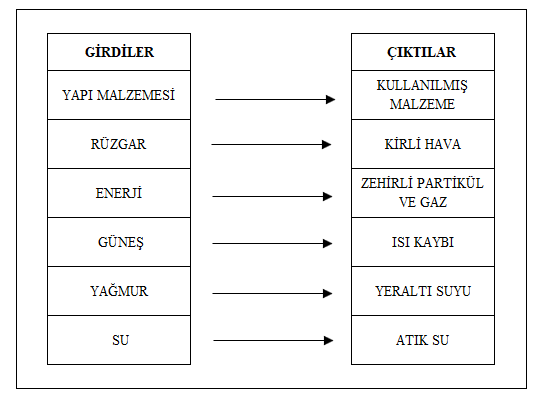 GİRDİLER
YAPI MALZEMESİ
RÜZGAR
ENERJİ
GÜNEŞ
YAĞMUR
SU
ÇIKTILAR
KULLANILMIŞ
MALZEME
KİRLİ HAVA
ZEHİRLİ PARTİKÜL
VE GAZ
ISI KAYBI
YERALTI SUYU
ATIK SU